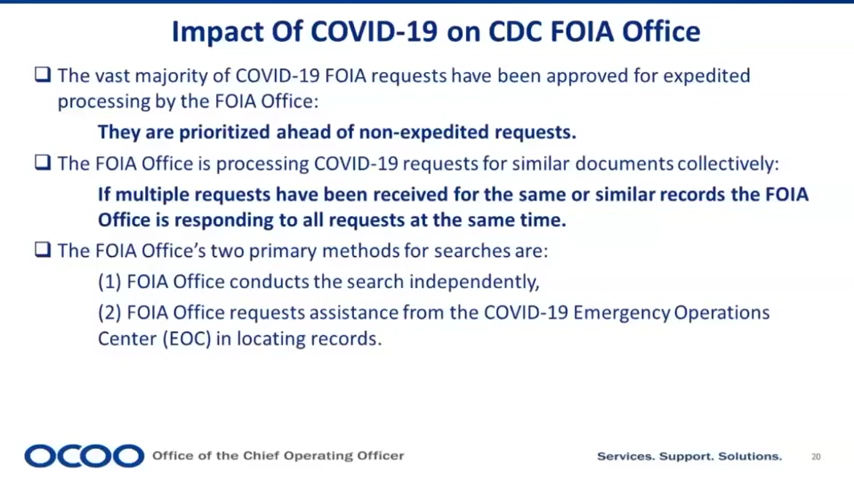 Impact Of COVID-19 on CDC FOIA Office
❑ The vast majority of COVID-19 FOIA requests have been approved for expedited
processing by the FOIA Office:
They are prioritized ahead of non-expedited requests.
❑ The FOIA Office is processing COVID-19 requests for similar documents collectively:
If multiple requests have been received for the same or similar records the FOIA
Office is responding to all requests at the same time.
❑ The FOIA Office's two primary methods for searches are:
(1) FOIA Office conducts the search independently,
(2) FOIA Office requests assistance from the COVID-19 Emergency Operations
Center (EOC) in locating records.
OCOO Office of the Chief Operating Officer
Services. Support. Solutions.
20